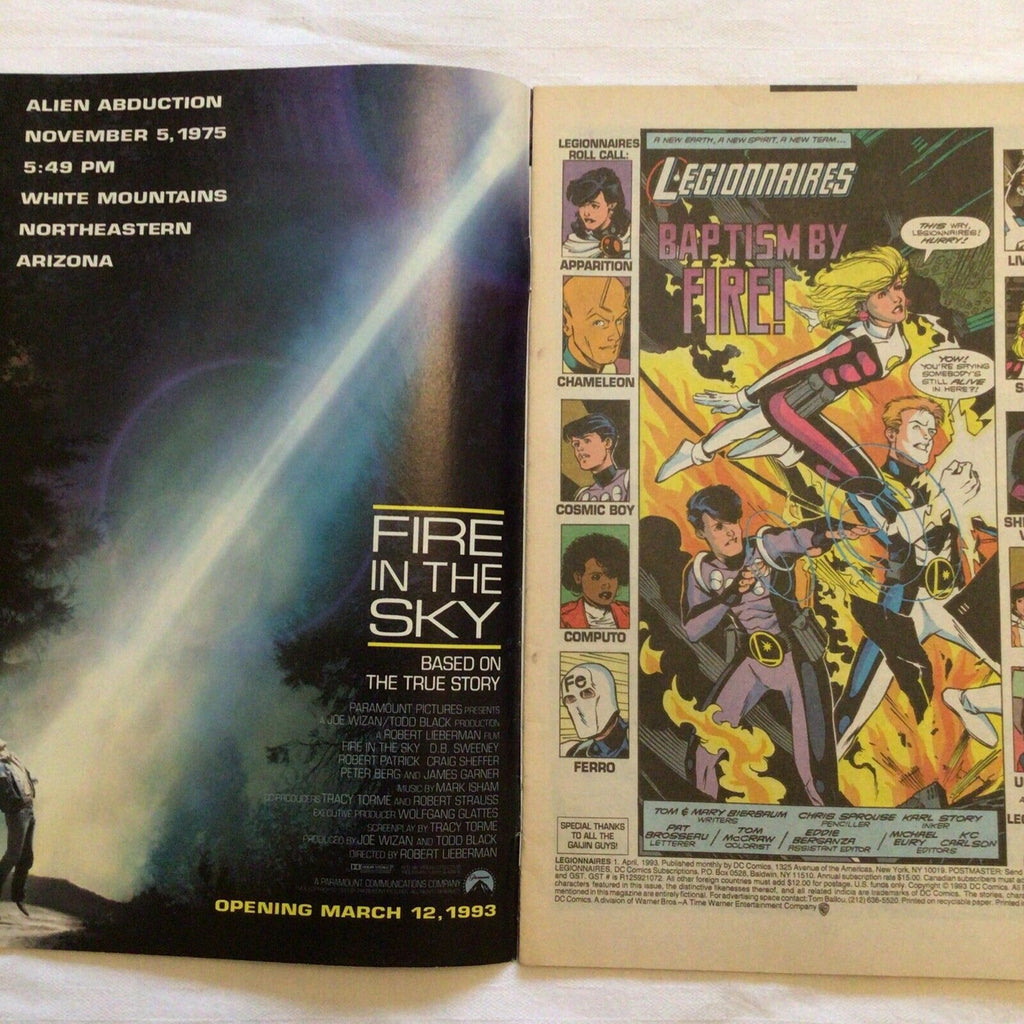 ALIEN ABDUCTION
NOVEMBER 5, 1975
5:49 PM
WHITE MOUNTAINS
NORTHEASTERN
ARIZONA
FIRE
IN THE
SKY
BASED ON
THE TRUE STORY
PARAMOUNT PICTURES PRESENTS
A JOE WIZAN/TODD BLACK PRODUCTION
A ROBERT LIEBERMAN FILM
FIRE IN THE SKY D.B. SWEENEY
ROBERT PATRICK CRAIG SHEFFER
PETER BERG AND JAMES GARNER
MUSIC BY MARK ISHAM
CO-PRODUCERS TRACY TORME AND ROBERT STRAUSS
EXECUTIVE PRODUCER WOLFGANG GLATTES
SCREENPLAY BY TRACY TORME
PRODUCED BY JOE WIZAN AND TODD BLACK
DIRECTED BY ROBERT LIEBERMAN
A PARAMOUNT COMMUNICATIONS COMPANY
Paramount
OPENING MARCH 12, 1993
LEGIONNAIRES
ROLL CALL:
APPARITION
CHAMELEON
COSMIC BOY
COMPUTO
Fe
FERRO
SPECIAL THANKS
TO ALL THE
GAIJIN GUYS!
A NEW EARTH, A NEW SPIRIT, A NEW TEAM...
LEGIONNAIRES
BAPTISM BY
FIRE!
THIS WAY,
LEGIONNAIRES!
HURRY!
YOW!
YOU'RE SAYING
SOMEBODY'S
STILL ALIVE
IN HERE?!
TOM & MARY BIERBAUM
WRITERS
CHRIS SPROUSE
PENCILLER
KARL STORY
INKER
PAT
BROSSEAU
LETTERER
TOM
McCRAW
COLORIST
EDDIE
BERGANZA
ASSISTANT EDITOR
MICHAEL
EURY
KC
CARLSON
EDITORS
LIV
S
SH
U
LEG
LEGIONNAIRES 1. April, 1993. Published monthly by DC Comics, 1325 Avenue of the Americas, New York, NY 10019. POSTMASTER: Send
LEGIONNAIRES, DC Comics Subscriptions, P.O. Box 0528, Baldwin, NY 11510. Annual subscription rate $15.00. Canadian subscribers
and GST. GST # is R125921072. All other foreign countries must add $12.00 for postage. U.S. funds only. Copyright © 1993 DC Comics. All
characters featured in this issue, the distinctive likenesses thereof, and all related indicia are trademarks of DC Comics. The
mentioned in this magazine are entirely fictional. For advertising space contact: Tom Ballou, (212) 636-5520. Printed on recyclable paper. Printed
DC Comics. A division of Warner Bros.–A Time Warner Entertainment Company